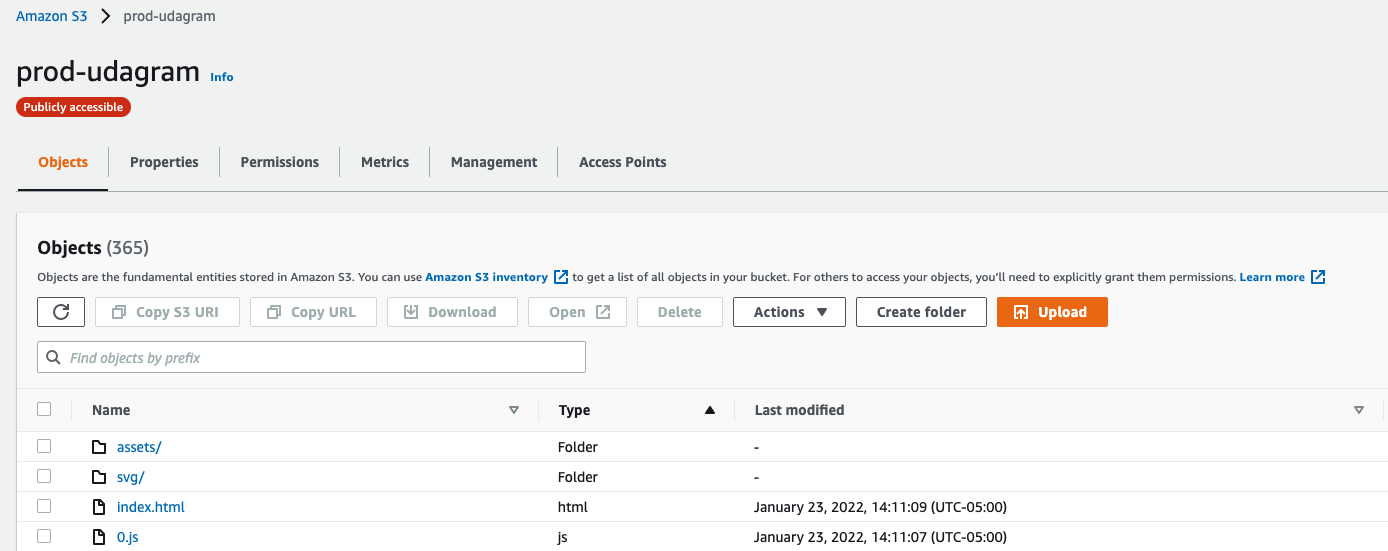 Amazon S3 > prod-udagram
prod-udagram Info
Publicly accessible
Objects Properties Permissions Metrics Management Access Points
Objects (365)
Objects are the fundamental entities stored in Amazon S3. You can use Amazon S3 inventory to get a list of all objects in your bucket. For others to access your objects, you’ll need to explicitly grant them permissions. Learn more
Copy S3 URI Copy URL Download Open Delete Actions Create folder Upload
Find objects by prefix
Name Type Last modified
assets/ Folder -
svg/ Folder -
index.html html January 23, 2022, 14:11:09 (UTC-05:00)
0.js js January 23, 2022, 14:11:07 (UTC-05:00)